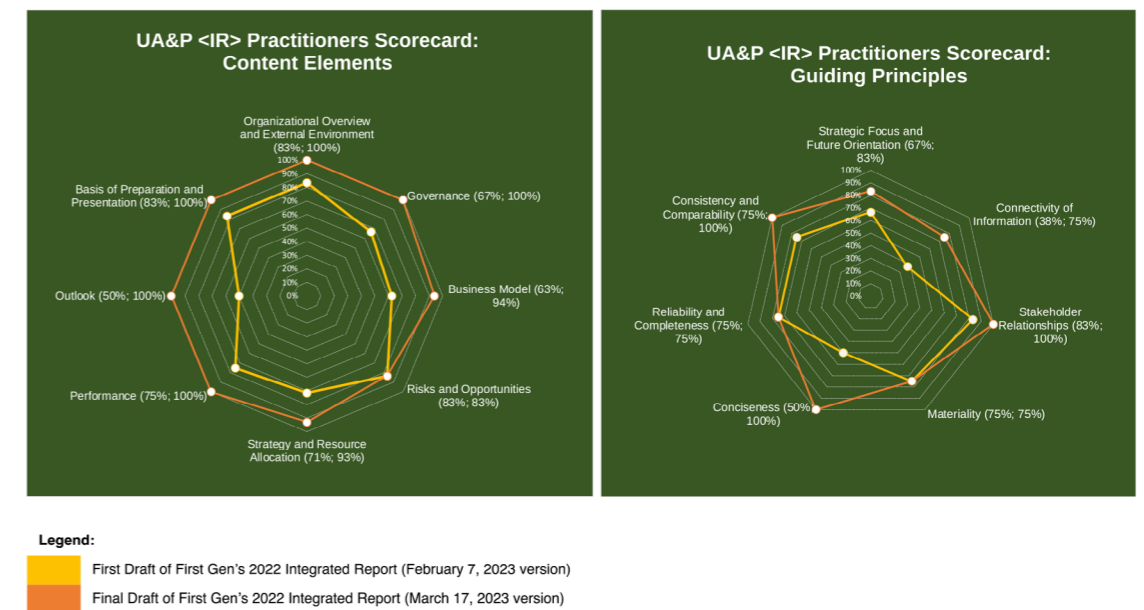 UA&P <IR> Practitioners Scorecard:
Content Elements
Organizational Overview
and External Environment
(83%; 100%)
100%
90%
80%
70%
60%
50%
40%
30%
20%
10%
0%
Governance (67%; 100%)
Business Model (63%;
94%)
Risks and Opportunities
(83%; 83%)
Strategy and Resource
Allocation (71%; 93%)
Performance (75%; 100%)
Outlook (50%; 100%)
Basis of Preparation and
Presentation (83%; 100%)
UA&P <IR> Practitioners Scorecard:
Guiding Principles
Strategic Focus and
Future Orientation (67%;
83%)
100%
90%
80%
70%
60%
50%
40%
30%
20%
10%
0%
Connectivity of
Information (38%; 75%)
Stakeholder
Relationships (83%;
100%)
Materiality (75%; 75%)
Conciseness (50%;
100%)
Reliability and
Completeness (75%;
75%)
Consistency and
Comparability (75%;
100%)
Legend:
First Draft of First Gen's 2022 Integrated Report (February 7, 2023 version)
Final Draft of First Gen's 2022 Integrated Report (March 17, 2023 version)